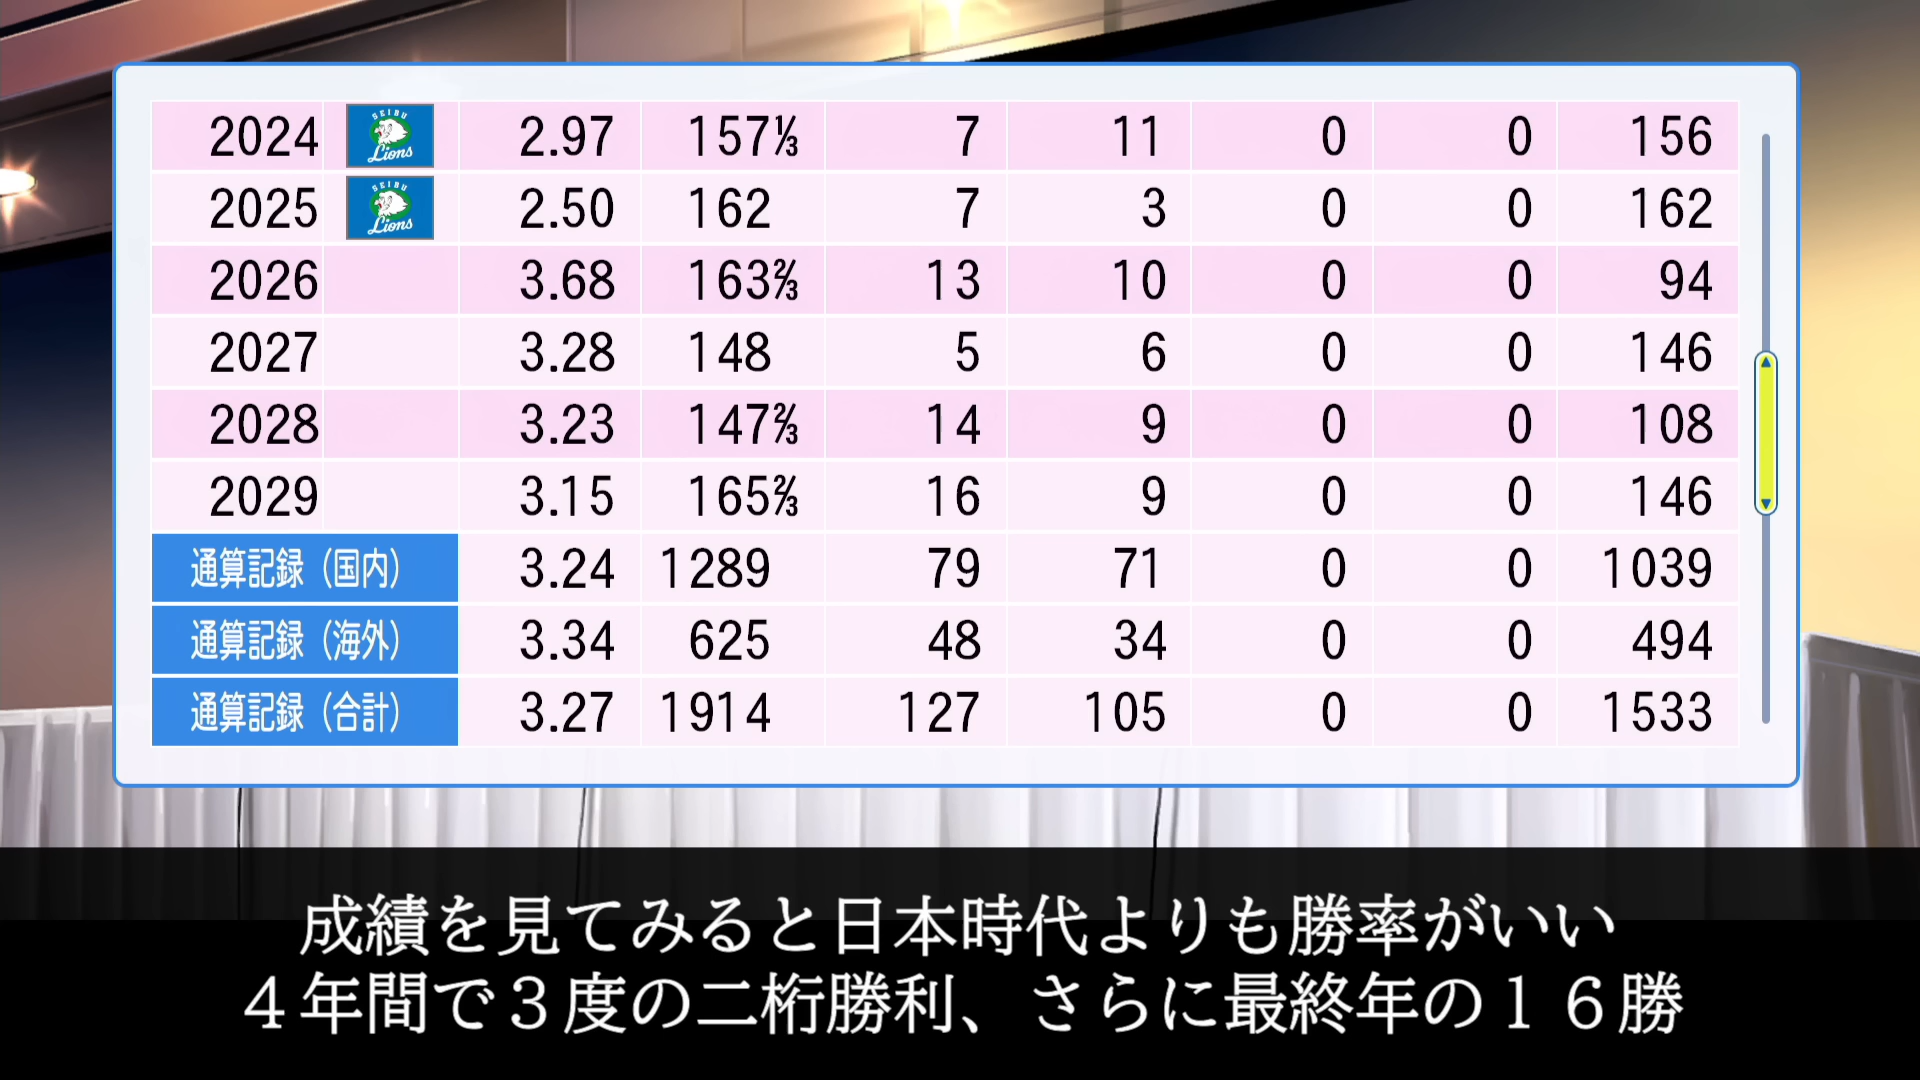 2024 SEIBU Lions 2.97 157⅓ 7 11 0 0 156
2025 SEIBU Lions 2.50 162 7 3 0 0 162
2026 3.68 163⅔ 13 10 0 0 94
2027 3.28 148 5 6 0 0 146
2028 3.23 147⅔ 14 9 0 0 108
2029 3.15 165⅔ 16 9 0 0 146
通算記録（国内） 3.24 1289 79 71 0 0 1039
通算記録（海外） 3.34 625 48 34 0 0 494
通算記録（合計） 3.27 1914 127 105 0 0 1533
成績を見てみると日本時代よりも勝率がいい
４年間で３度の二桁勝利、さらに最終年の１６勝